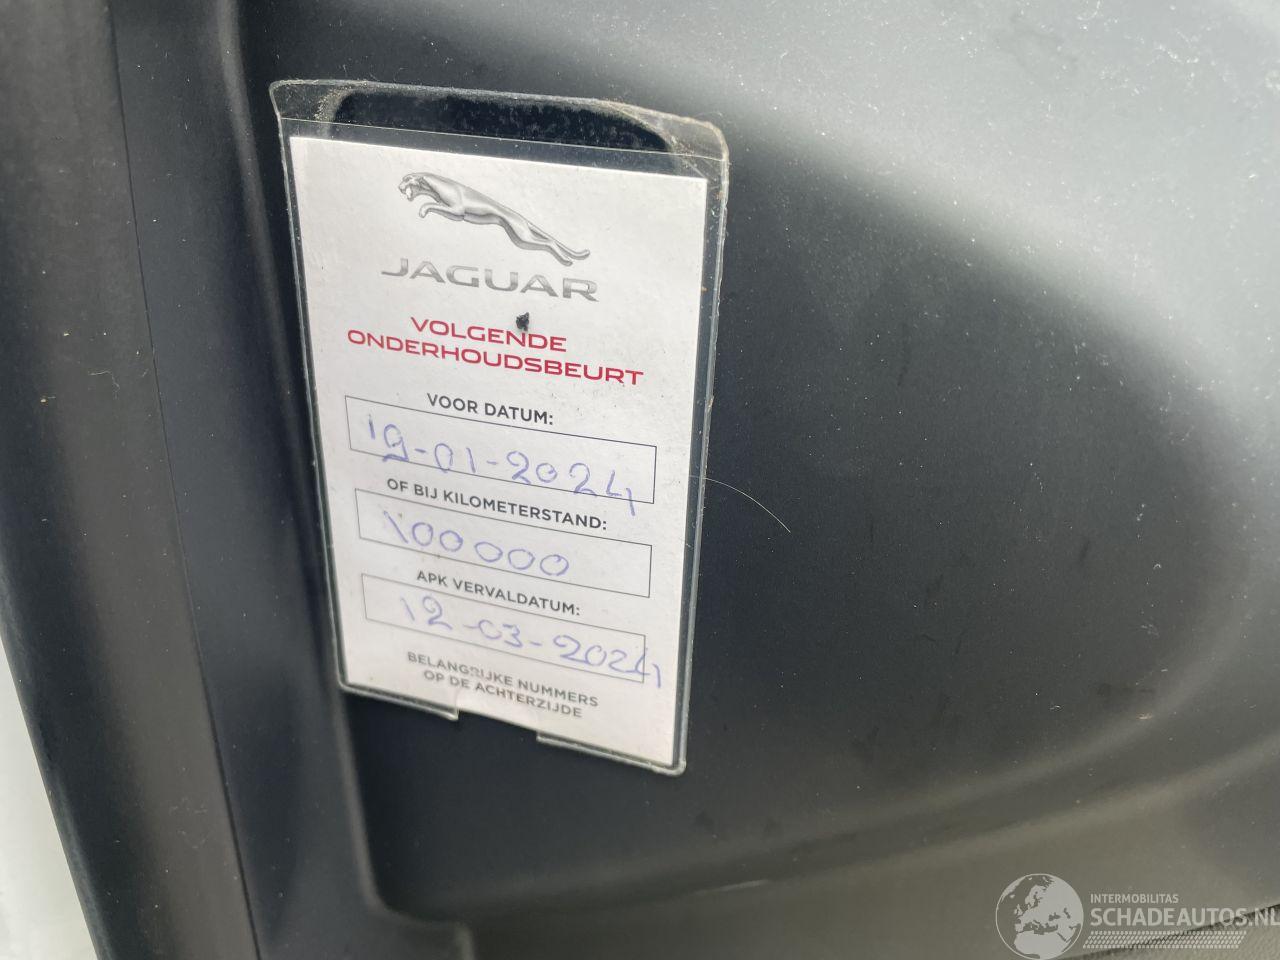 JAGUAR
VOLGENDE
ONDERHOUDSBEURT
VOOR DATUM:
19-01-2024
OF BIJ KILOMETERSTAND:
100000
APK VERVALDATUM:
12-03-2024
BELANGRIJKE NUMMERS
OP DE ACHTERZIJDE
INTERMOBILITAS
SCHADEAUTOS.NL